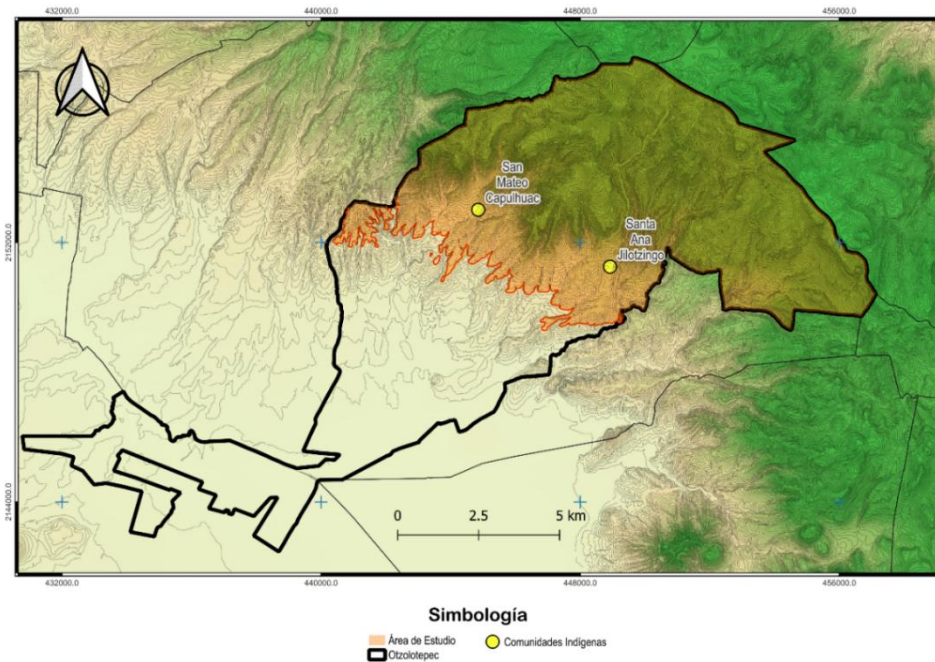 432000.0 440000.0 448000.0 456000.0
San
Mateo
Capulhuac
Santa
Ana
Jilotzingo
2152000.0
2144000.0
0 2.5 5 km
432000.0 440000.0 448000.0 456000.0
Simbología
Área de Estudio Comunidades Indígenas
Otzolotepec